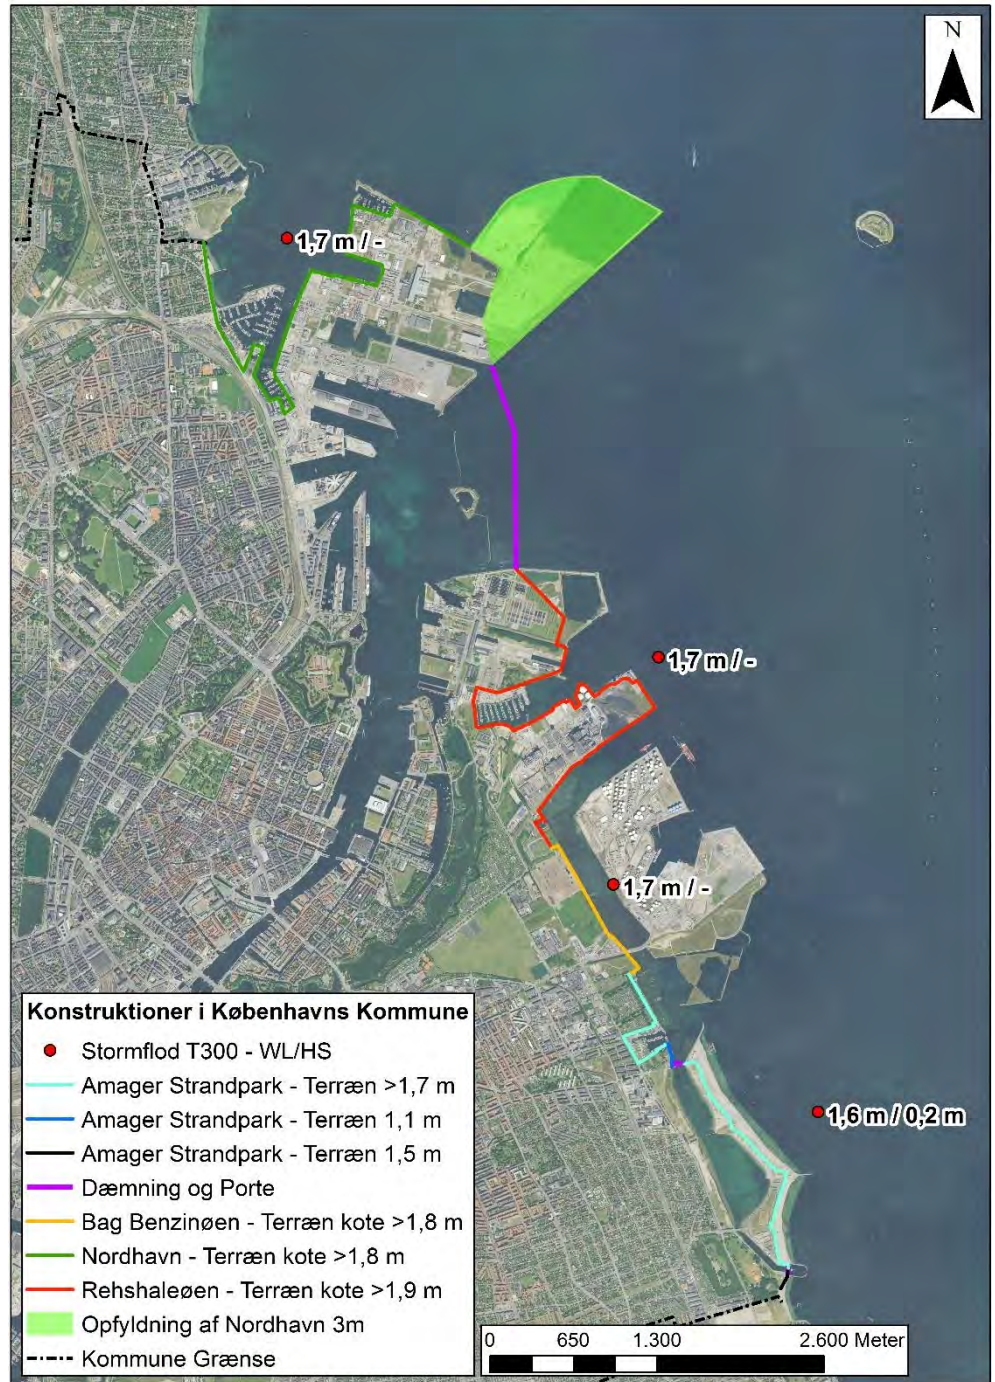 N
1,7 m / -
1,7 m / -
1,7 m / -
1,6 m / 0,2 m
Konstruktioner i Københavns Kommune
Stormflod T300 - WL/HS
Amager Strandpark - Terræn >1,7 m
Amager Strandpark - Terræn 1,1 m
Amager Strandpark - Terræn 1,5 m
Dæmning og Porte
Bag Benzinøen - Terræn kote >1,8 m
Nordhavn - Terræn kote >1,8 m
Rehshaleøen - Terræn kote >1,9 m
Opfyldning af Nordhavn 3m
Kommune Grænse
0 650 1.300 2.600 Meter